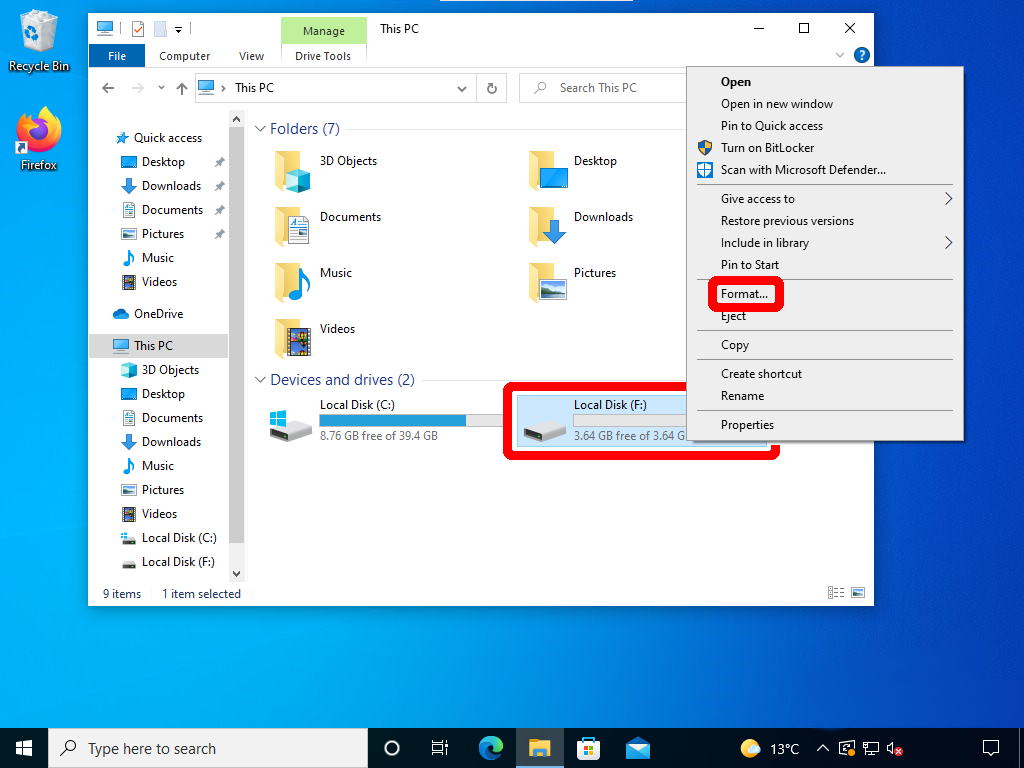 Recycle Bin
Firefox
Manage
This PC
File
Computer
View
Drive Tools
This PC
Search This PC
Quick access
Desktop
Downloads
Documents
Pictures
Music
Videos
OneDrive
This PC
3D Objects
Desktop
Documents
Downloads
Music
Pictures
Videos
Local Disk (C:)
Local Disk (F:)
Folders (7)
3D Objects
Desktop
Documents
Downloads
Music
Pictures
Videos
Devices and drives (2)
Local Disk (C:)
8.76 GB free of 39.4 GB
Local Disk (F:)
3.64 GB free of 3.64 G
Open
Open in new window
Pin to Quick access
Turn on BitLocker
Scan with Microsoft Defender...
Give access to
Restore previous versions
Include in library
Pin to Start
Format...
Eject
Copy
Create shortcut
Rename
Properties
9 items
1 item selected
Type here to search
13°C